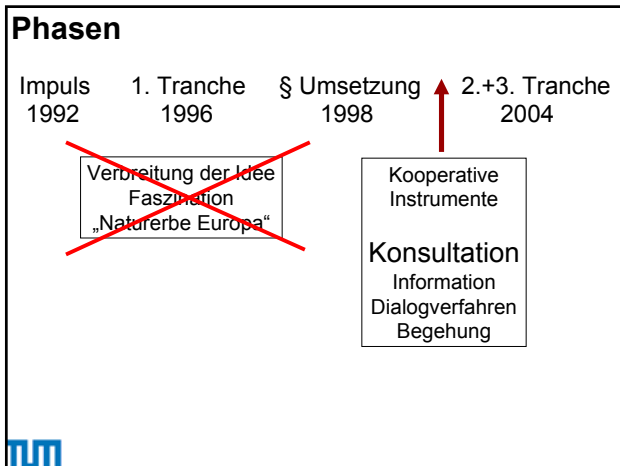 Phasen
Impuls 1. Tranche § Umsetzung 2.+3. Tranche
1992 1996 1998 2004
Verbreitung der Idee
Faszination
„Naturerbe Europa“
Kooperative
Instrumente
Konsultation
Information
Dialogverfahren
Begehung
TUM